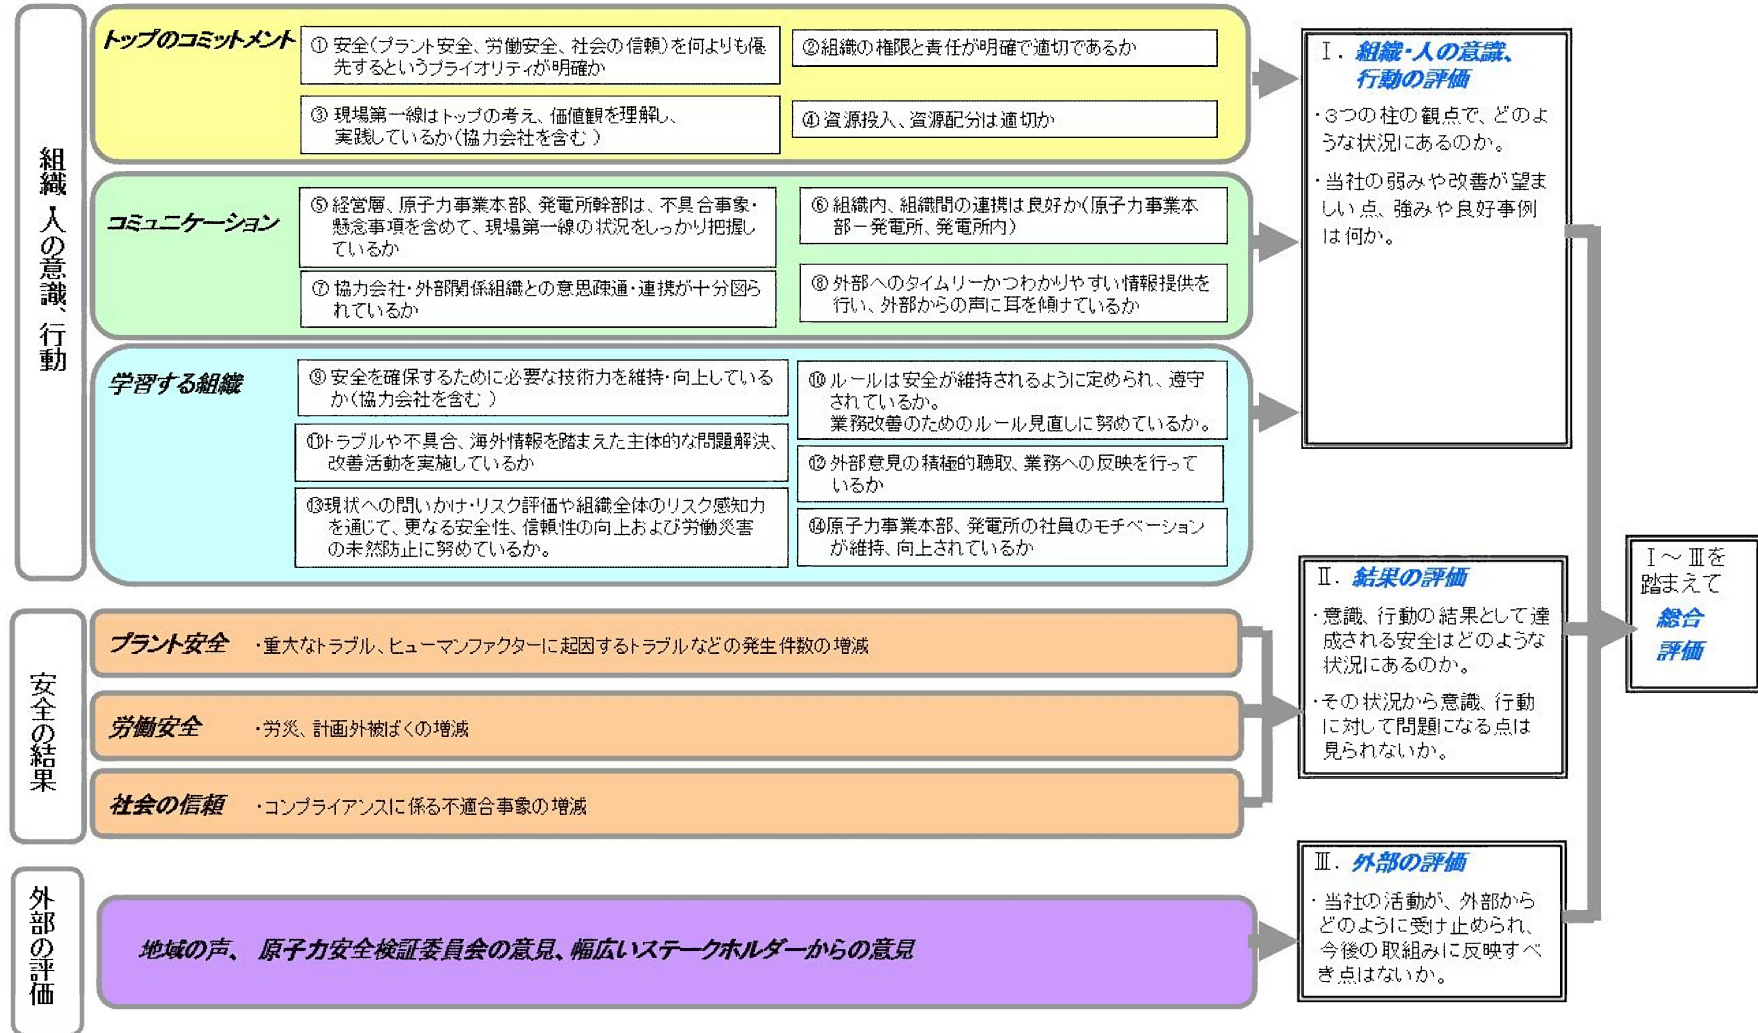 組織・人の意識、行動
トップのコミットメント
① 安全(プラント安全、労働安全、社会の信頼)を何よりも優
先するというプライオリティが明確か
②組織の権限と責任が明確で適切であるか
③ 現場第一線はトップの考え、価値観を理解し、
実践しているか(協力会社を含む)
④ 資源投入、資源配分は適切か
コミュニケーション
⑤ 経営層、原子力事業本部、発電所幹部は、不具合事象・
懸念事項を含めて、現場第一線の状況をしっかり把握し
ているか
⑥ 組織内、組織間の連携は良好か(原子力事業本
部－発電所、発電所内)
⑦ 協力会社・外部関係組織との意思疎通・連携が十分図ら
れているか
⑧ 外部へのタイムリーかつわかりやすい情報提供を
行い、外部からの声に耳を傾けているか
学習する組織
⑨ 安全を確保するために必要な技術力を維持・向上している
か(協力会社を含む)
⑩ ルールは安全が維持されるように定められ、遵守
されているか。
業務改善のためのルール見直しに努めているか。
⑪トラブルや不具合、海外情報を踏まえた主体的な問題解決、
改善活動を実施しているか
⑫ 外部意見の積極的聴取、業務への反映を行って
いるか
⑬現状への問いかけ・リスク評価や組織全体のリスク感知力
を通じて、更なる安全性、信頼性の向上および労働災害
の未然防止に努めているか。
⑭原子力事業本部、発電所の社員のモチベーション
が維持、向上されているか
Ⅰ. 組織・人の意識、
行動の評価
・3つの柱の観点で、どのよ
うな状況にあるのか。
・当社の弱みや改善が望ま
しい点、強みや良好事例
は何か。
安全の結果
プラント安全 ・重大なトラブル、ヒューマンファクターに起因するトラブルなどの発生件数の増減
労働安全 ・労災、計画外被ばくの増減
社会の信頼 ・コンプライアンスに係る不適合事象の増減
Ⅱ. 結果の評価
・意識、行動の結果として達
成される安全はどのような
状況にあるのか。
・その状況から意識、行動
に対して問題になる点は
見られないか。
外部の評価
地域の声、原子力安全検証委員会の意見、幅広いステークホルダーからの意見
Ⅲ. 外部の評価
・当社の活動が、外部から
どのように受け止められ、
今後の取組みに反映すべ
き点はないか。
Ⅰ～Ⅲを
踏まえて
総合
評価